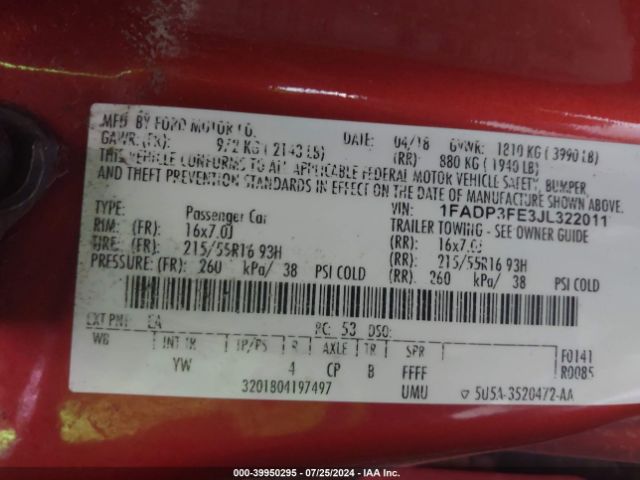 MFD. BY FORD MOTOR CO.
DATE: 04/18 GVWR: 1810 KG ( 3990 LB)
GAWR: (FR): 972 KG ( 2143 LB) (RR): 880 KG ( 1940 LB)
THIS VEHICLE CONFORMS TO ALL APPLICABLE FEDERAL MOTOR VEHICLE SAFETY, BUMPER
AND THEFT PREVENTION STANDARDS IN EFFECT ON THE DATE OF MANUFACTURE SHOWN ABOVE.
VIN: 1FADP3FE3JL322011
TYPE: Passenger Car TRAILER TOWING - SEE OWNER GUIDE
RIM: (FR) 16x7.0J (RR): 16x7.0J
TIRE: (FR): 215/55R16 93H (RR): 215/55R16 93H
PRESSURE: (FR): 260 kPa/ 38 PSI COLD (RR): 260 kPa/ 38 PSI COLD
EXT PNT: EA PC: 53 DSO:
WB INT TR TP/PS R AXLE TR SPR F0141
YW 4 CP B FFFF R0085
3201804197497 UMU ▽ 5U5A-3520472-AA
000-39950295 - 07/25/2024 - IAA Inc.